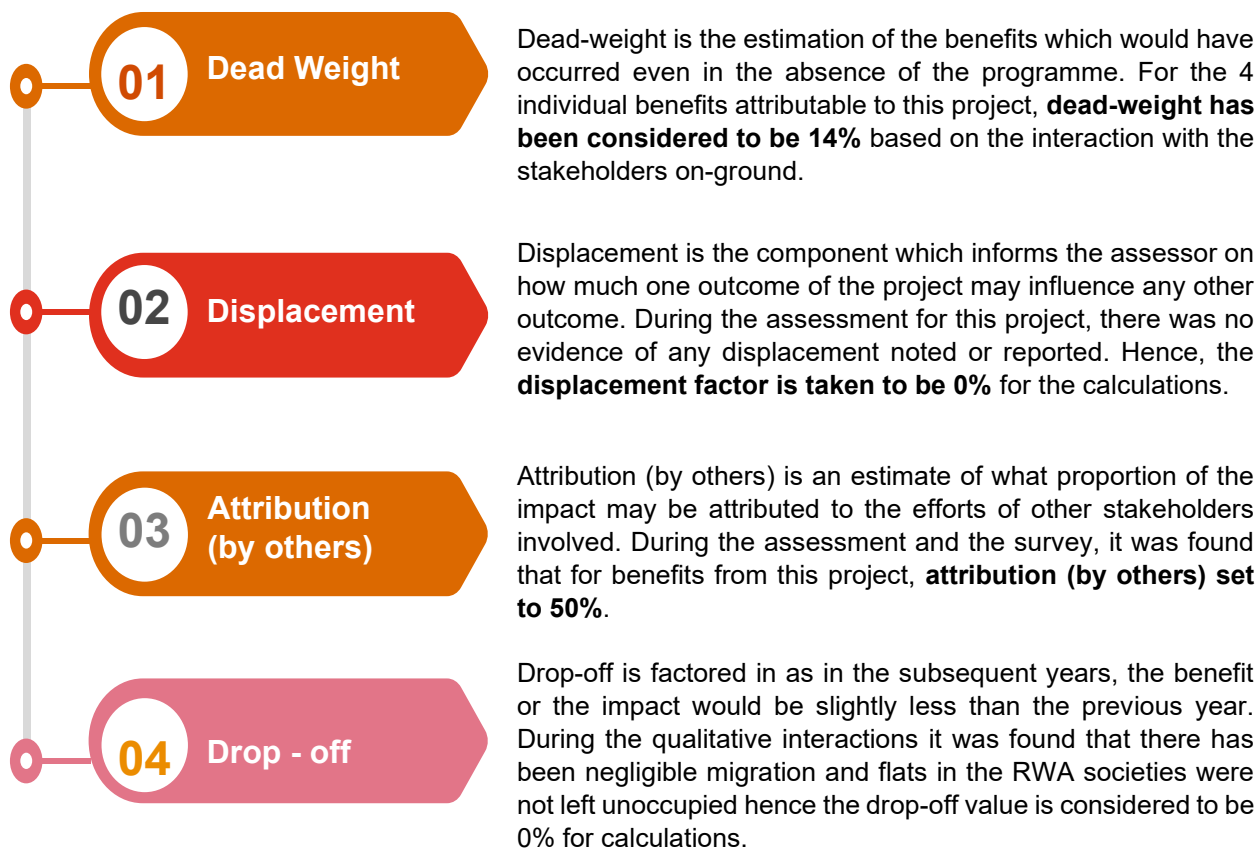 01
Dead Weight
Dead-weight is the estimation of the benefits which would have
occurred even in the absence of the programme. For the 4
individual benefits attributable to this project, dead-weight has
been considered to be 14% based on the interaction with the
stakeholders on-ground.
02
Displacement
Displacement is the component which informs the assessor on
how much one outcome of the project may influence any other
outcome. During the assessment for this project, there was no
evidence of any displacement noted or reported. Hence, the
displacement factor is taken to be 0% for the calculations.
03
Attribution
(by others)
Attribution (by others) is an estimate of what proportion of the
impact may be attributed to the efforts of other stakeholders
involved. During the assessment and the survey, it was found
that for benefits from this project, attribution (by others) set
to 50%.
04
Drop - off
Drop-off is factored in as in the subsequent years, the benefit
or the impact would be slightly less than the previous year.
During the qualitative interactions it was found that there has
been negligible migration and flats in the RWA societies were
not left unoccupied hence the drop-off value is considered to be
0% for calculations.